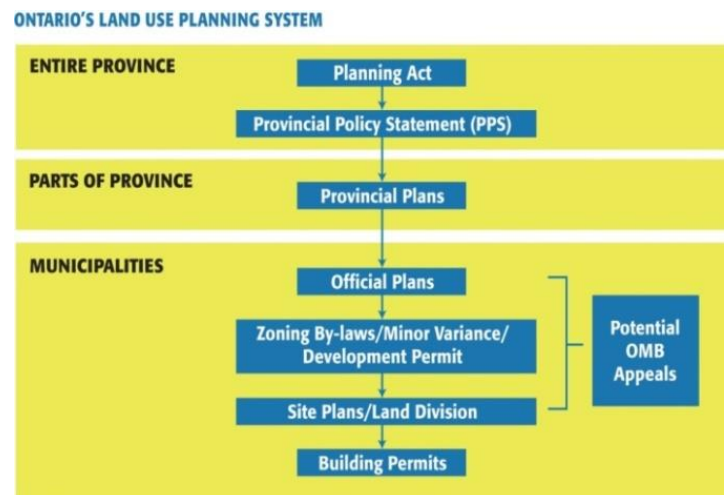 ONTARIO'S LAND USE PLANNING SYSTEM
ENTIRE PROVINCE
Planning Act
Provincial Policy Statement (PPS)
PARTS OF PROVINCE
Provincial Plans
MUNICIPALITIES
Official Plans
Zoning By-laws/Minor Variance/
Development Permit
Site Plans/Land Division
Building Permits
Potential
OMB
Appeals